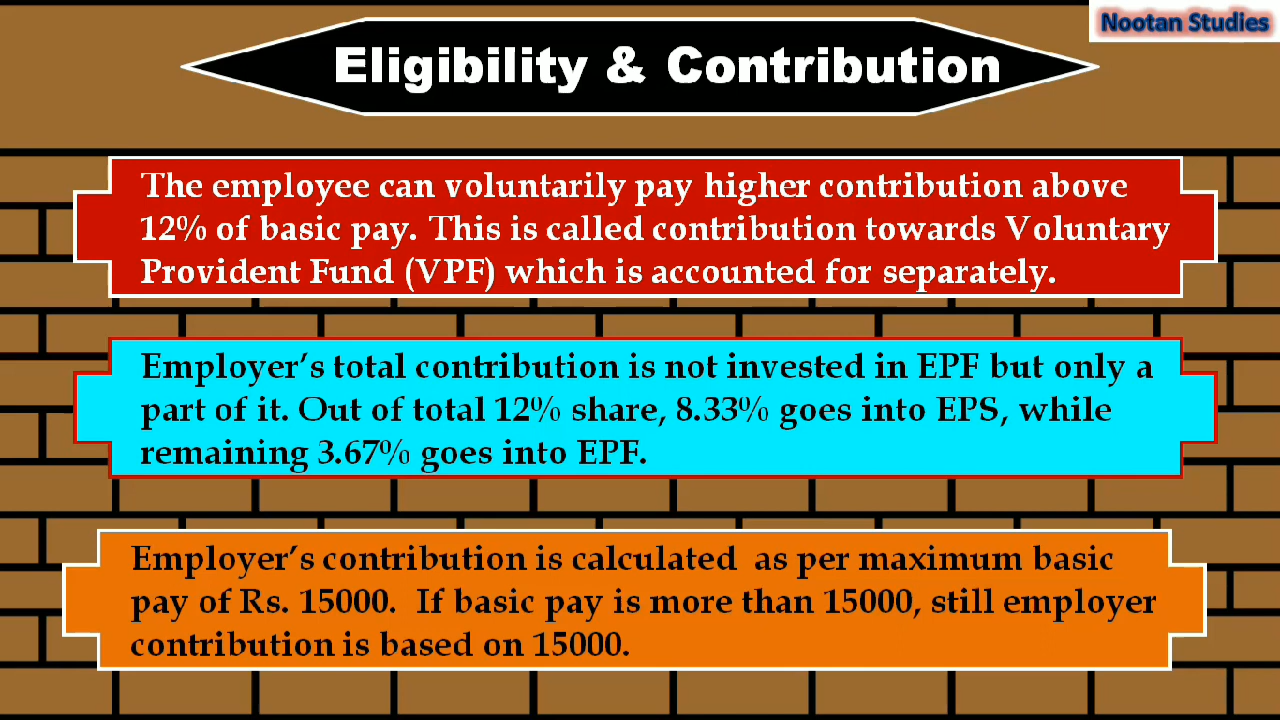 Nootan Studies
Eligibility & Contribution
The employee can voluntarily pay higher contribution above
12% of basic pay. This is called contribution towards Voluntary
Provident Fund (VPF) which is accounted for separately.
Employer's total contribution is not invested in EPF but only a
part of it. Out of total 12% share, 8.33% goes into EPS, while
remaining 3.67% goes into EPF.
Employer's contribution is calculated as per maximum basic
pay of Rs. 15000. If basic pay is more than 15000, still employer
contribution is based on 15000.